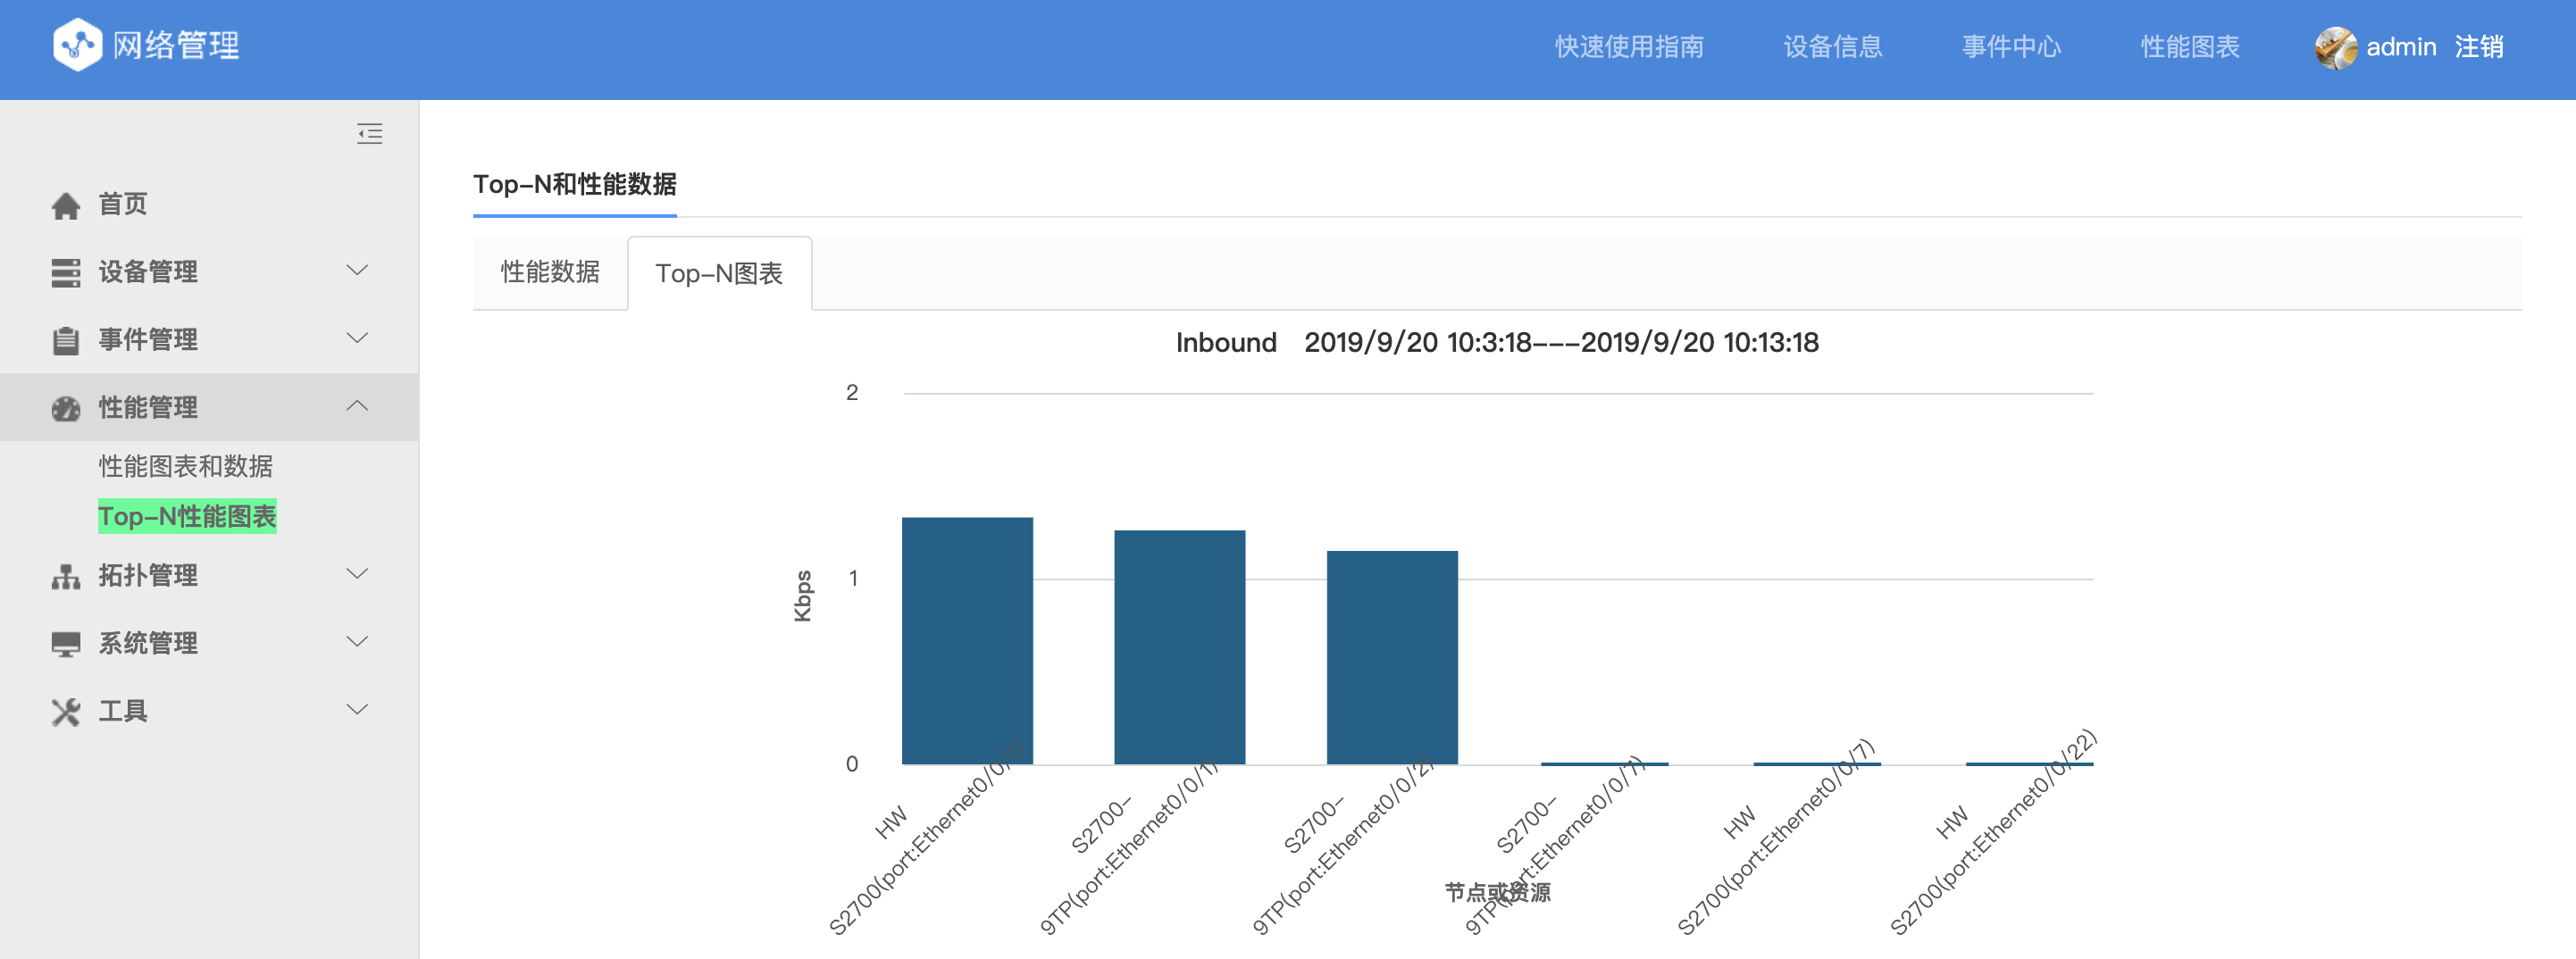 网络管理
快速使用指南 设备信息 事件中心 性能图表 admin 注销
首页
设备管理
事件管理
性能管理
性能图表和数据
Top-N性能图表
拓扑管理
系统管理
工具
Top-N和性能数据
性能数据 Top-N图表
Inbound 2019/9/20 10:3:18---2019/9/20 10:13:18
2
1
0
Kbps
HW
S2700(port:Ethernet0/0/
S2700-
9TP(port:Ethernet0/0/1)
S2700-
9TP(port:Ethernet0/0/2)
S2700-
9TP(port:Ethernet0/0/7)
HW
S2700(port:Ethernet0/0/7)
HW
S2700(port:Ethernet0/0/22)
节点或资源